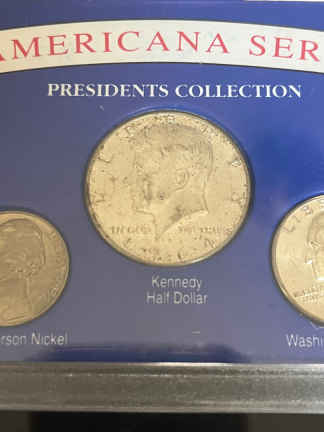 AMERICANA SER
PRESIDENTS COLLECTION
LIBERTY
IN GOD WE TRUST
Kennedy
Half Dollar
rson Nickel
Washi